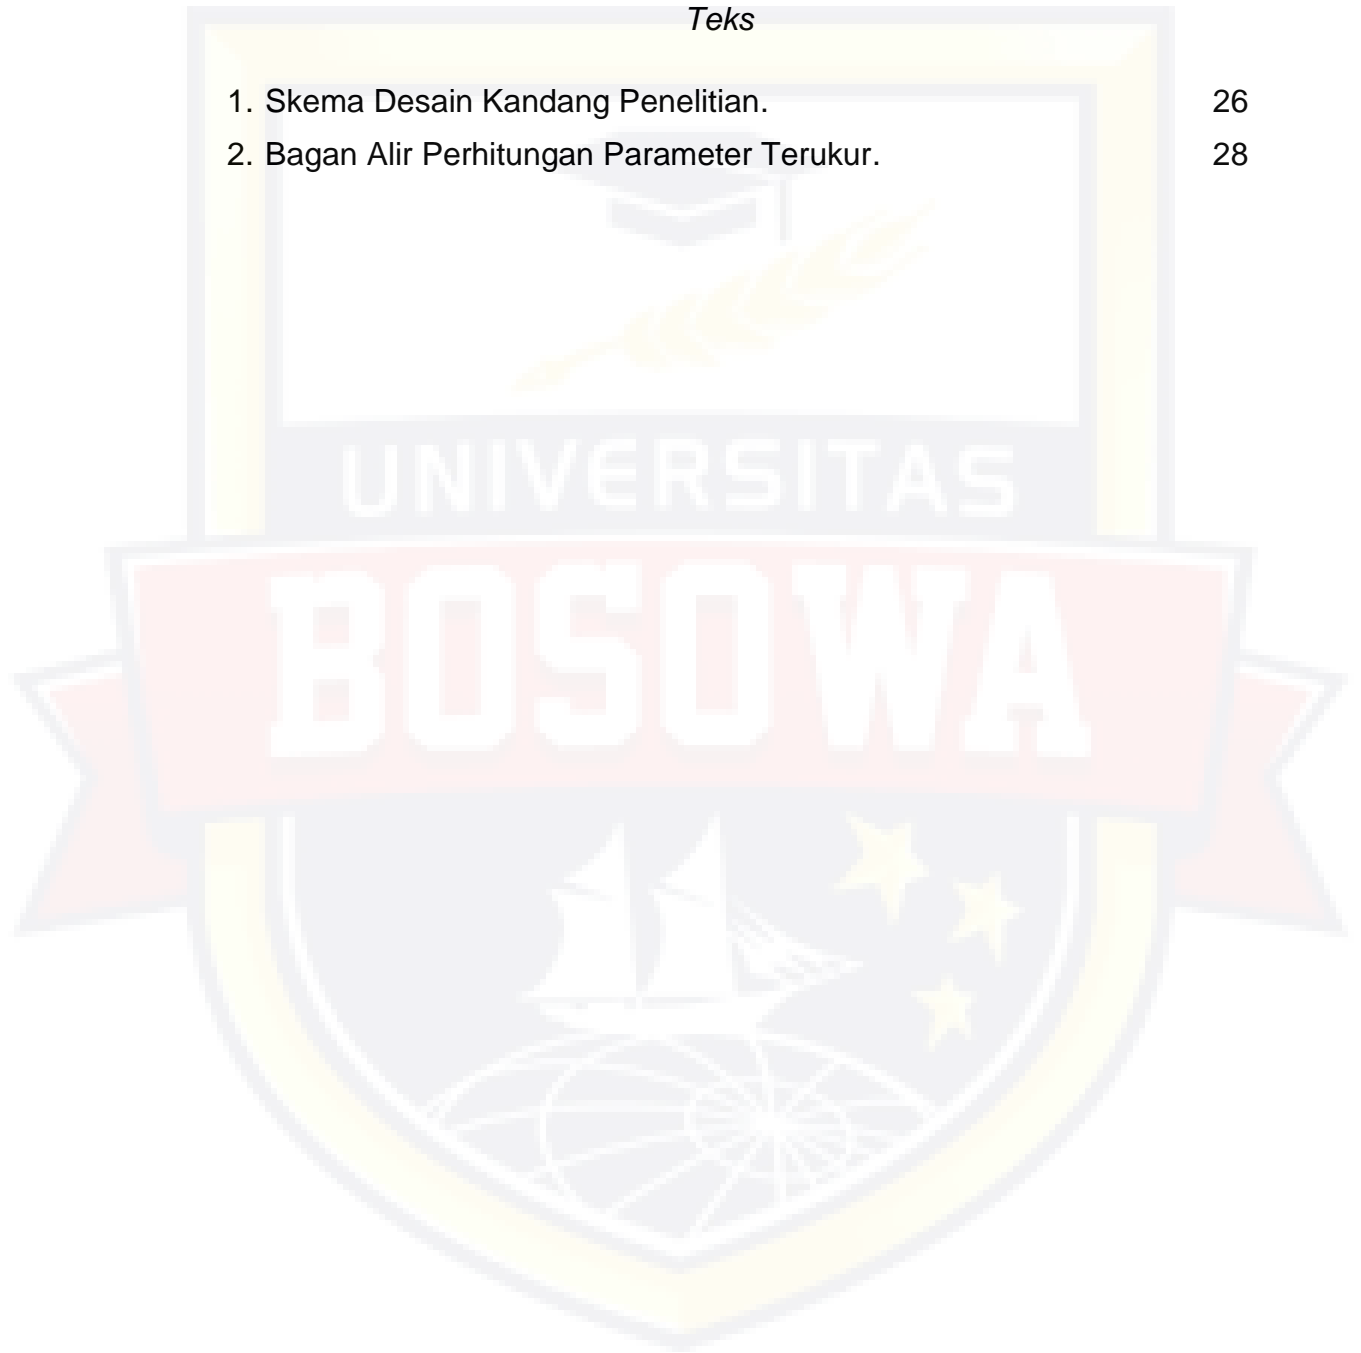 Teks
1. Skema Desain Kandang Penelitian. 26
2. Bagan Alir Perhitungan Parameter Terukur. 28
UNIVERSITAS
BOSOWA